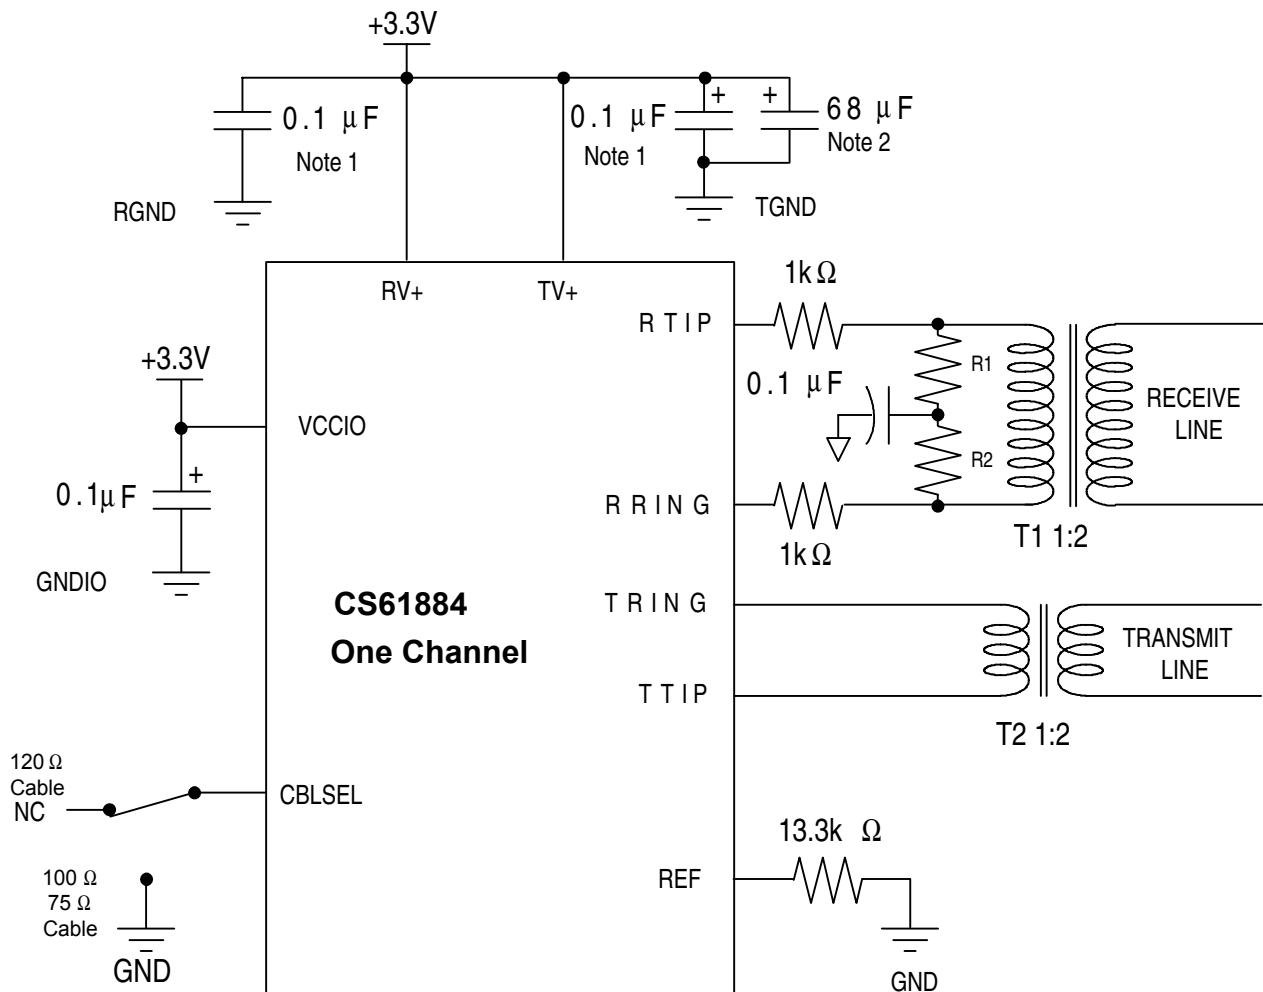 +3.3V
+
+
0.1 μF
Note 1
0.1 μF
Note 1
68 μF
Note 2
RGND
TGND
RV+
TV+
1k Ω
RTIP
+3.3V
VCCIO
0.1 μF
R1
R2
RECEIVE
LINE
+
0.1μF
RRING
1k Ω
T1 1:2
GNDIO
CS61884
One Channel
TRING
TTIP
TRANSMIT
LINE
T2 1:2
120 Ω
Cable
NC
CBLSEL
13.3k Ω
REF
100 Ω
75 Ω
Cable
GND
GND